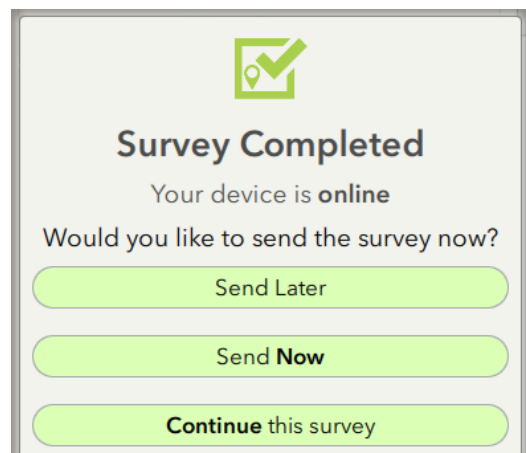 Survey Completed
Your device is online
Would you like to send the survey now?
Send Later
Send Now
Continue this survey